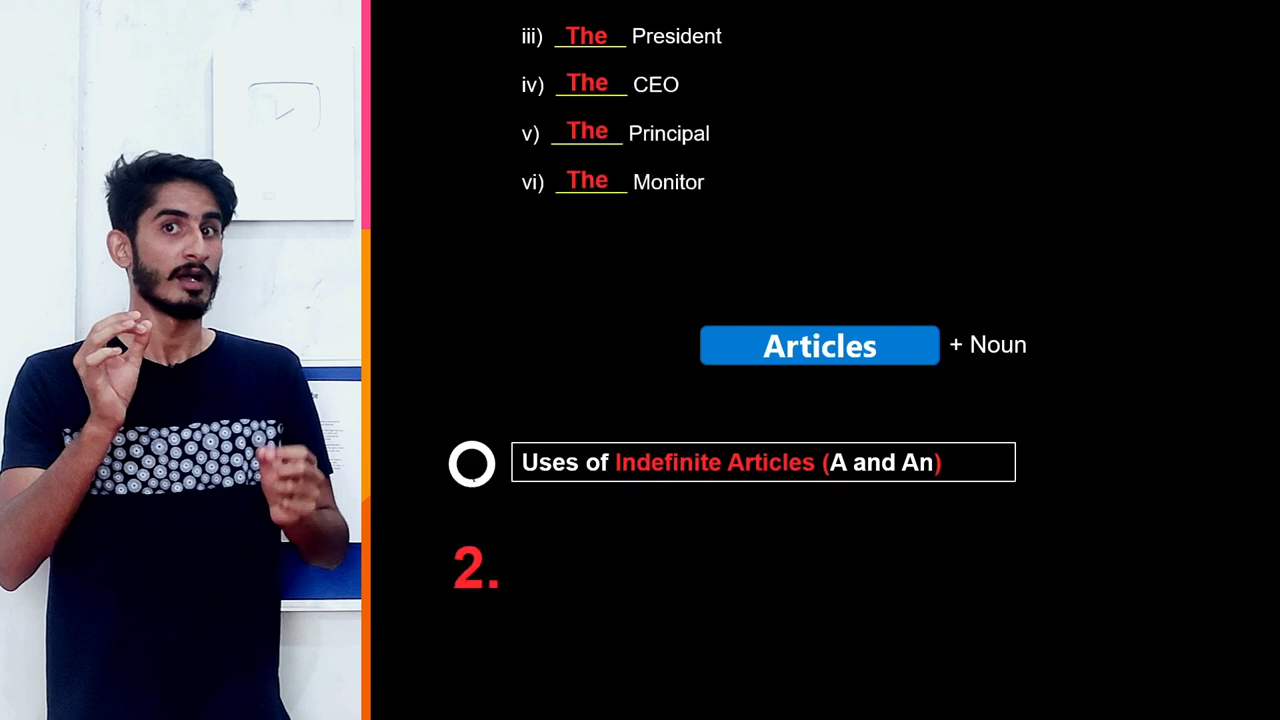 iii) The President
iv) The CEO
v) The Principal
vi) The Monitor
Articles + Noun
Uses of Indefinite Articles (A and An)
2.